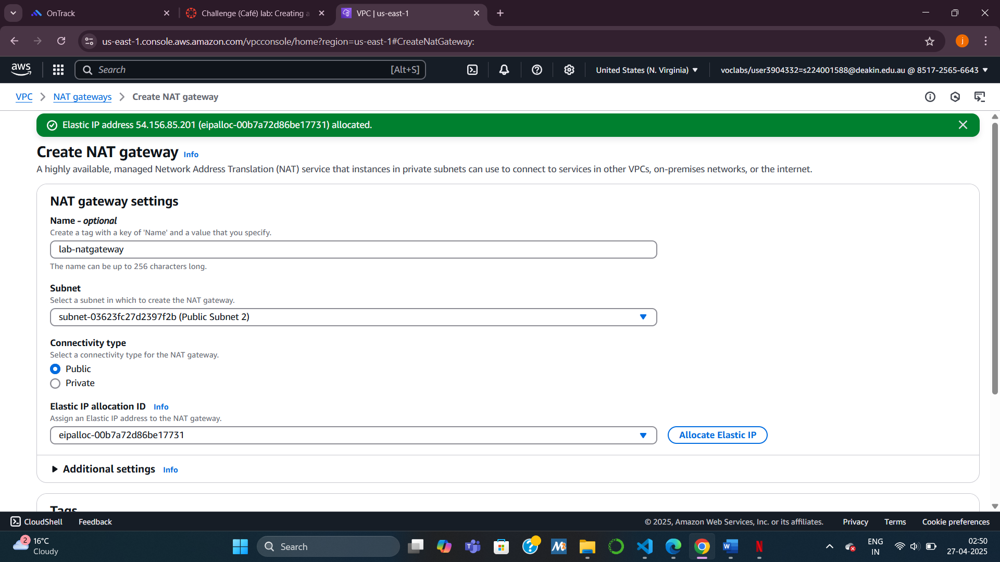 OnTrack
Challenge (Café) lab: Creating a
VPC | us-east-1
us-east-1.console.aws.amazon.com/vpcconsole/home?region=us-east-1#CreateNatGateway:
j
aws
Search
[Alt+S]
United States (N. Virginia)
voclabs/user3904332=s224001588@deakin.edu.au @ 8517-2565-6643
VPC
NAT gateways
Create NAT gateway
Elastic IP address 54.156.85.201 (eipalloc-00b7a72d86be17731) allocated.
Create NAT gateway Info
A highly available, managed Network Address Translation (NAT) service that instances in private subnets can use to connect to services in other VPCs, on-premises networks, or the internet.
NAT gateway settings
Name - optional
Create a tag with a key of 'Name' and a value that you specify.
lab-natgateway
The name can be up to 256 characters long.
Subnet
Select a subnet in which to create the NAT gateway.
subnet-03623fc27d2397f2b (Public Subnet 2)
Connectivity type
Select a connectivity type for the NAT gateway.
Public
Private
Elastic IP allocation ID Info
Assign an Elastic IP address to the NAT gateway.
eipalloc-00b7a72d86be17731
Allocate Elastic IP
Additional settings Info
Tags
CloudShell
Feedback
© 2025, Amazon Web Services, Inc. or its affiliates.
Privacy
Terms
Cookie preferences
2
16°C
Cloudy
Search
ENG
IN
02:50
27-04-2025